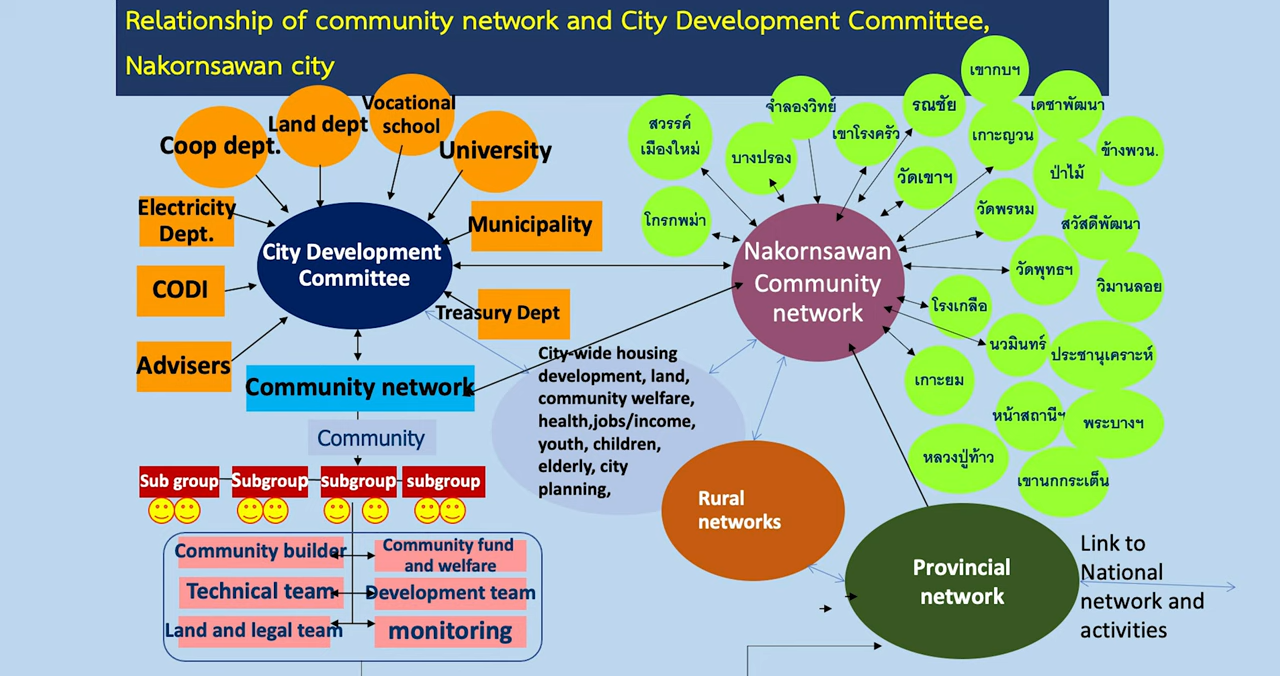 Relationship of community network and City Development Committee,
Nakornsawan city
Coop dept.
Land dept
Vocational
school
University
Electricity
Dept.
Municipality
CODI
Treasury Dept
Advisers
City Development
Committee
Community network
Community
Sub group
Subgroup
subgroup
subgroup
Community builder
Community fund
and welfare
Technical team
Development team
Land and legal team
monitoring
City-wide housing
development, land,
community welfare,
health,jobs/income,
youth, children,
elderly, city
planning,
Nakornsawan
Community
network
Rural
networks
Provincial
network
Link to
National
network and
activities
สวรรค์
เมืองใหม่
จำลองวิทย์
เขาโรงครัว
รณชัย
เขากบฯ
เดชาพัฒนา
เกาะญวน
ข้างพวน.
บางปรอง
วัดเขาฯ
ป่าไม้
โกรกพม่า
วัดพรหม
สวัสดีพัฒนา
วัดพุทธฯ
วิมานลอย
โรงเกลือ
นวมินทร์
ประชานุเคราะห์
เกาะยม
หน้าสถานีฯ
พระบางฯ
หลวงปู่ท้าว
เขานกกระเต็น